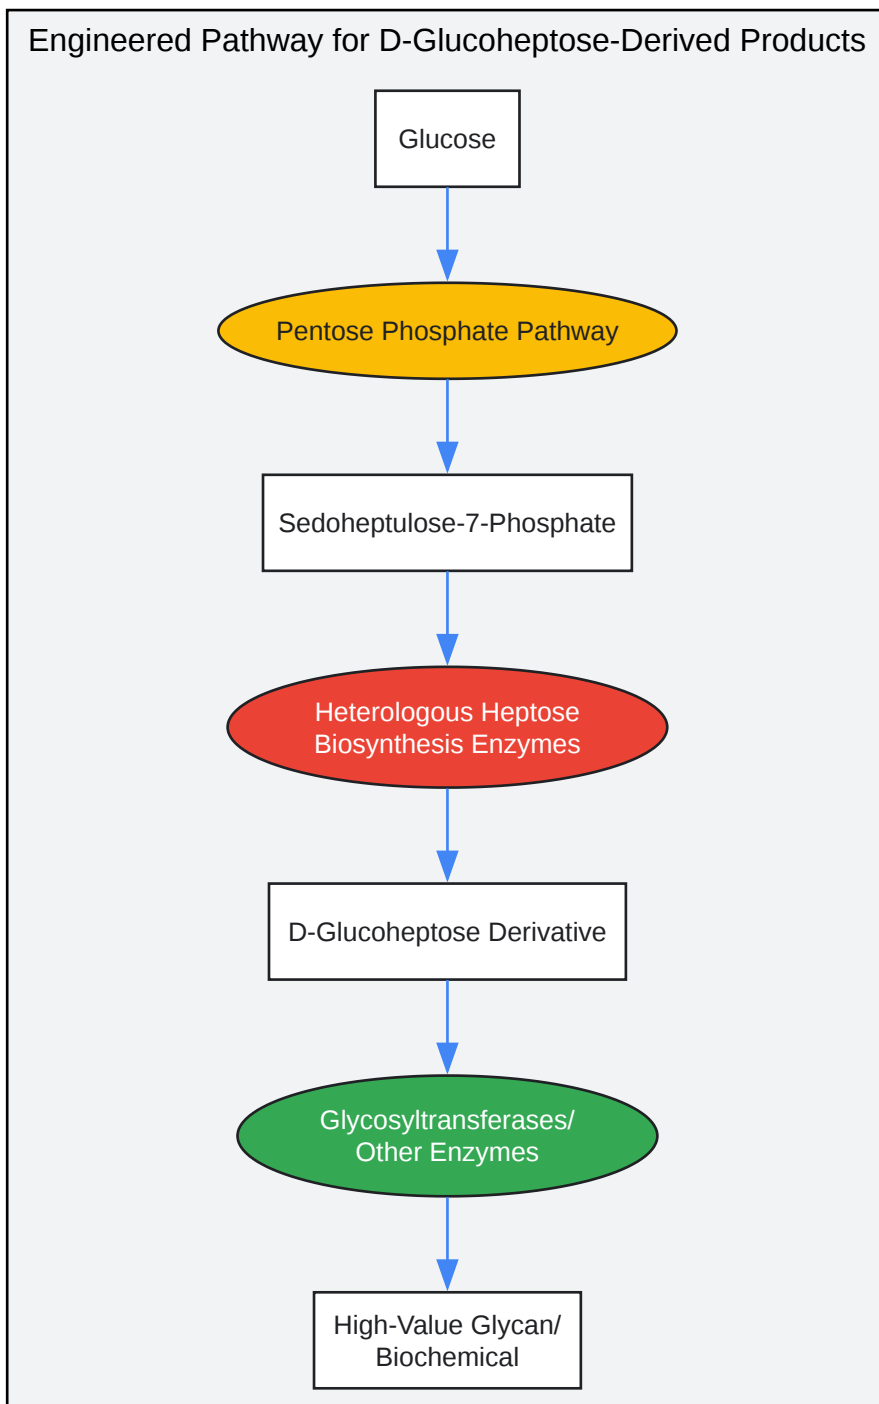 Engineered Pathway for D-Glucoheptose-Derived Products
Glucose
Pentose Phosphate Pathway
Sedoheptulose-7-Phosphate
Heterologous Heptose
Biosynthesis Enzymes
D-Glucoheptose Derivative
Glycosyltransferases/
Other Enzymes
High-Value Glycan/
Biochemical